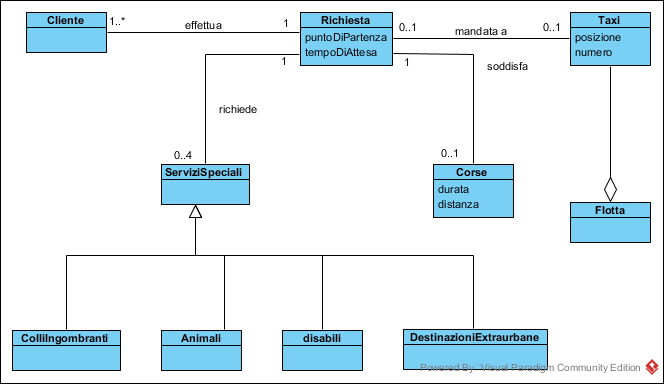 Cliente
1..*
effettua
1
Richiesta
puntoDiPartenza
tempoDiAttesa
0..1
mandata a
0..1
Taxi
posizione
numero
1
1
soddisfa
richiede
0..4
0..1
ServiziSpeciali
Corse
durata
distanza
Flotta
ColliIngombranti
Animali
disabili
DestinazioniExtraurbane
Powered By Visual Paradigm Community Edition